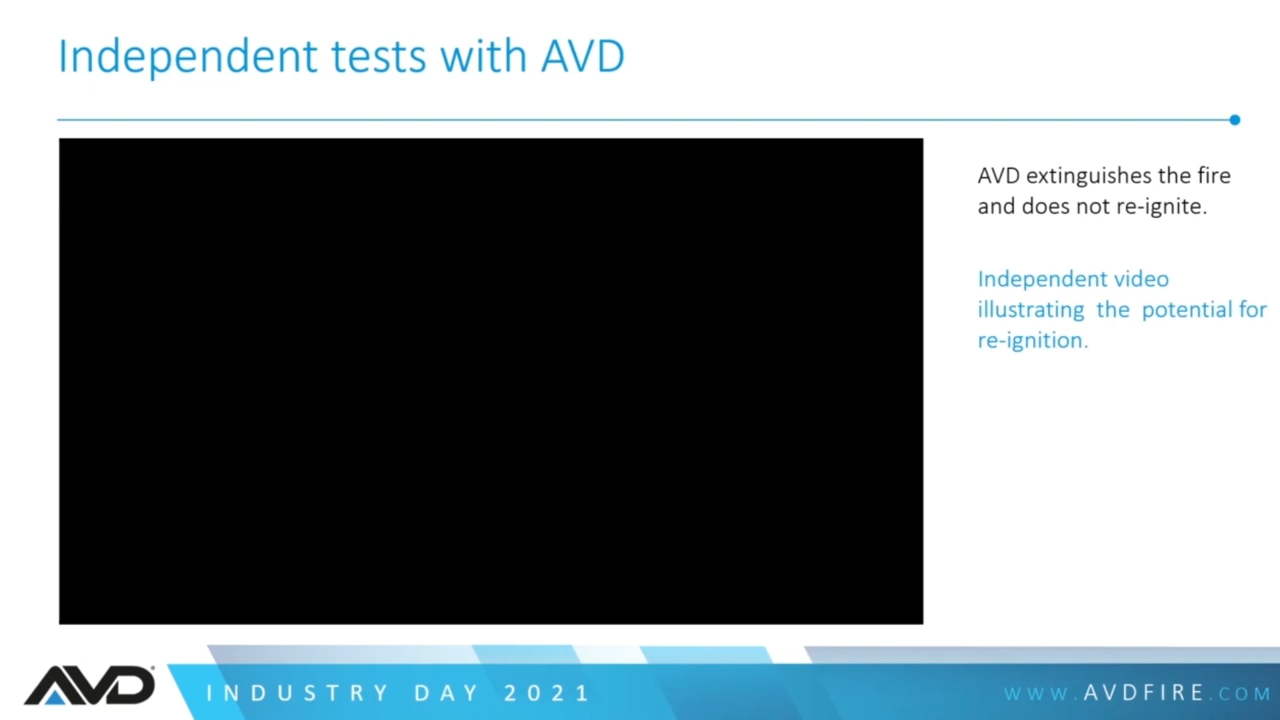 Independent tests with AVD
AVD extinguishes the fire
and does not re-ignite.
Independent video
illustrating the potential for
re-ignition.
AVD®
INDUSTRY DAY 2021
WWW.AVDFIRE.COM